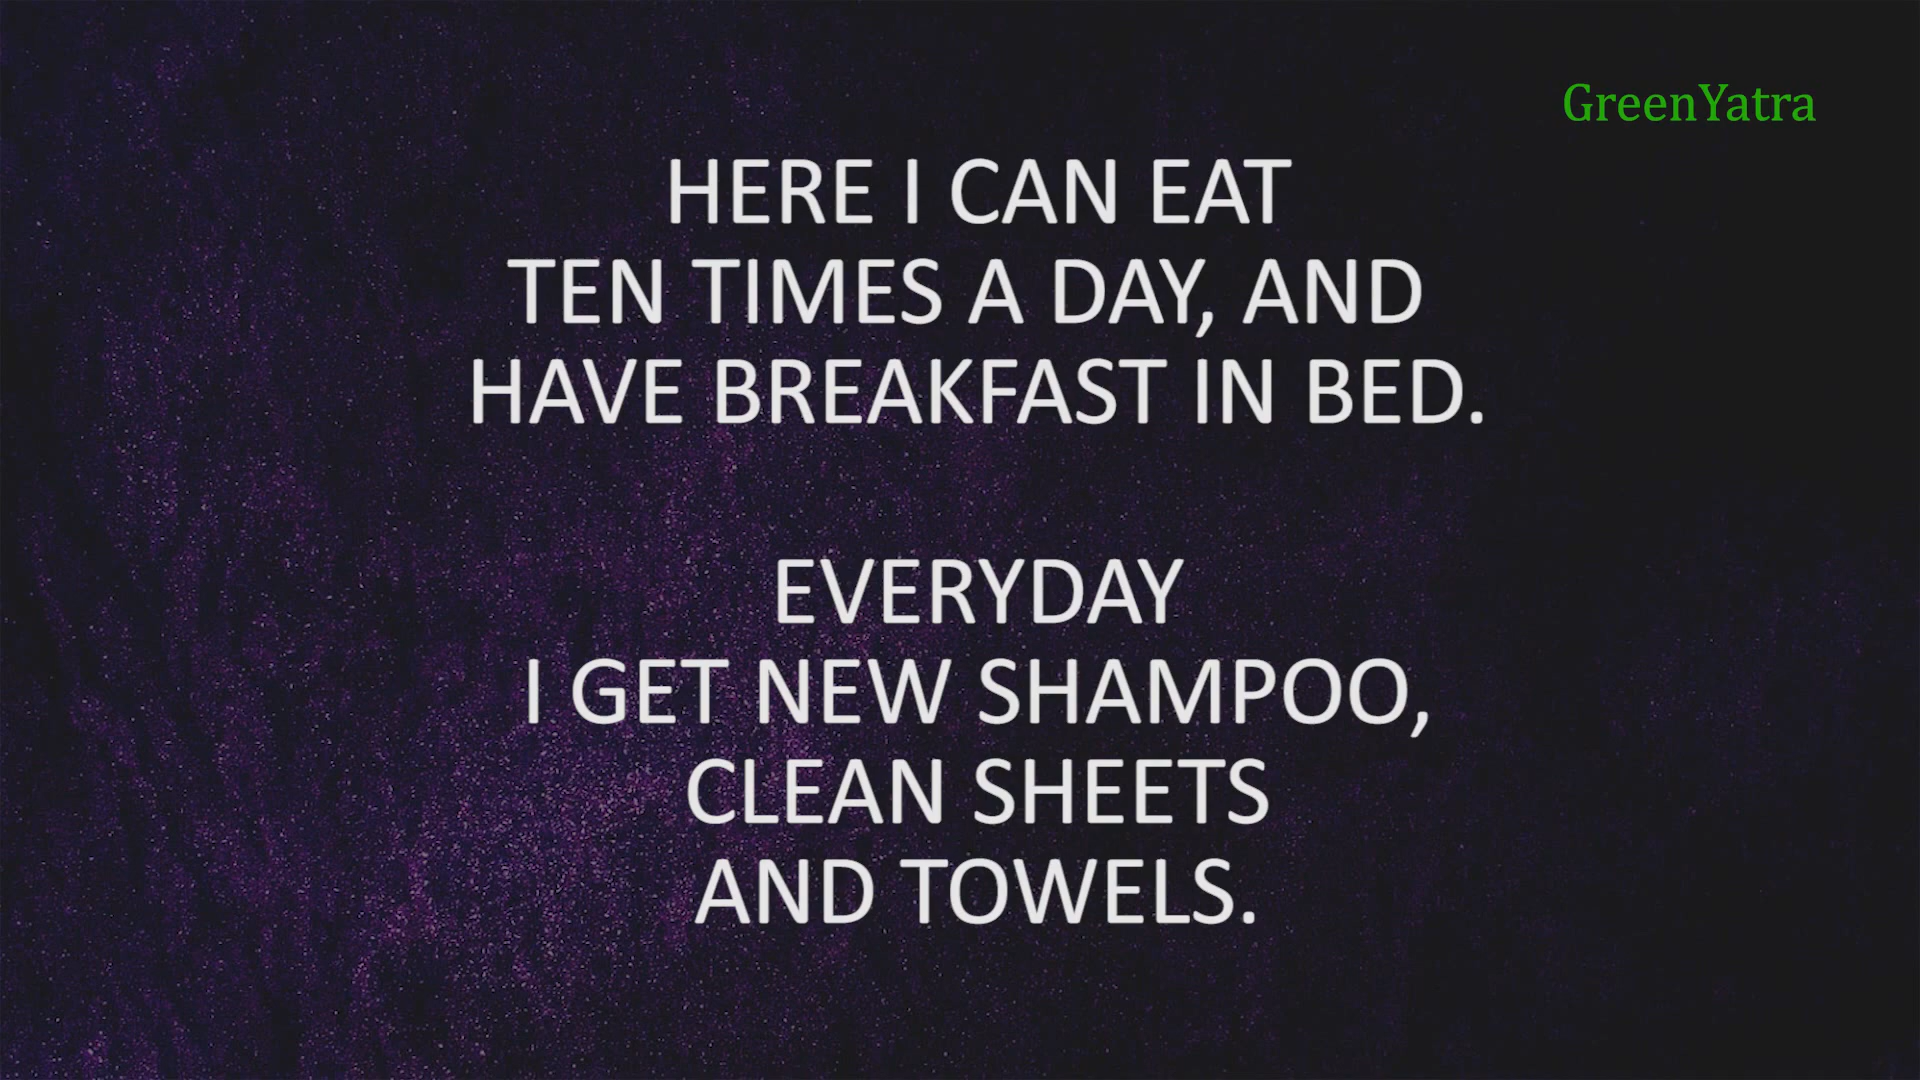 GreenYatra
HERE I CAN EAT
TEN TIMES A DAY, AND
HAVE BREAKFAST IN BED.
EVERYDAY
I GET NEW SHAMPOO,
CLEAN SHEETS
AND TOWELS.